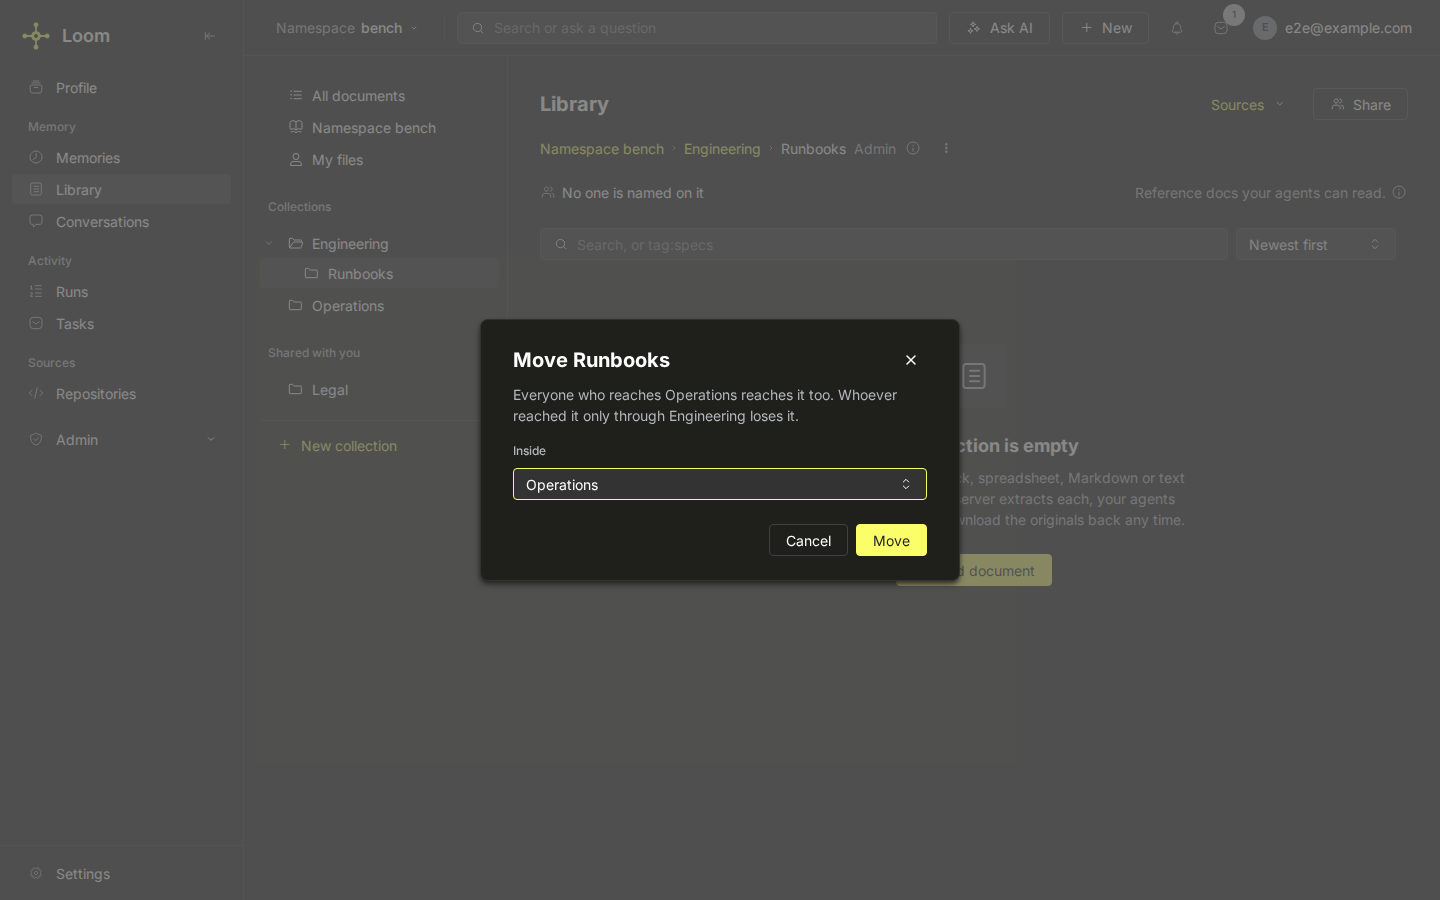 Loom
Namespace bench
Search or ask a question
Ask AI
New
1
E
e2e@example.com
Profile
Memory
Memories
Library
Conversations
Activity
Runs
Tasks
Sources
Repositories
Admin
Settings
All documents
Namespace bench
My files
Collections
Engineering
Runbooks
Operations
Shared with you
Legal
New collection
Library
Sources
Share
Namespace bench › Engineering › Runbooks Admin
No one is named on it
Reference docs your agents can read.
Search, or tag:specs
Newest first
Move Runbooks
Everyone who reaches Operations reaches it too. Whoever
reached it only through Engineering loses it.
Inside
Operations
Cancel
Move
is empty
spreadsheet, Markdown or text
extracts each, your agents
the originals back any time.
document